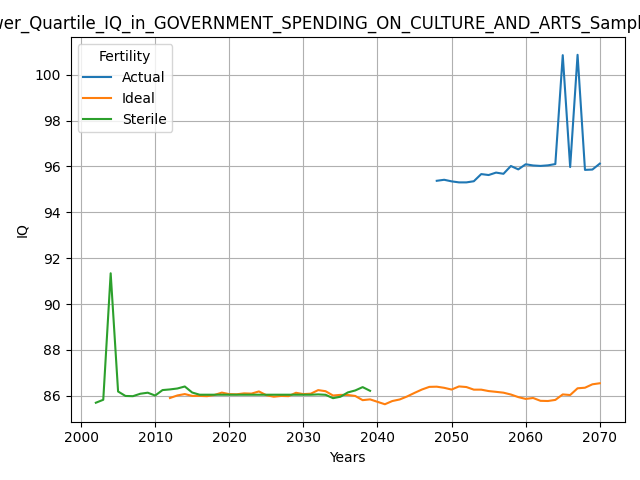 wer_Quartile_IQ_in_GOVERNMENT_SPENDING_ON_CULTURE_AND_ARTS_Sampl
Fertility
Actual
Ideal
Sterile
IQ
100
98
96
94
92
90
88
86
2000 2010 2020 2030 2040 2050 2060 2070
Years